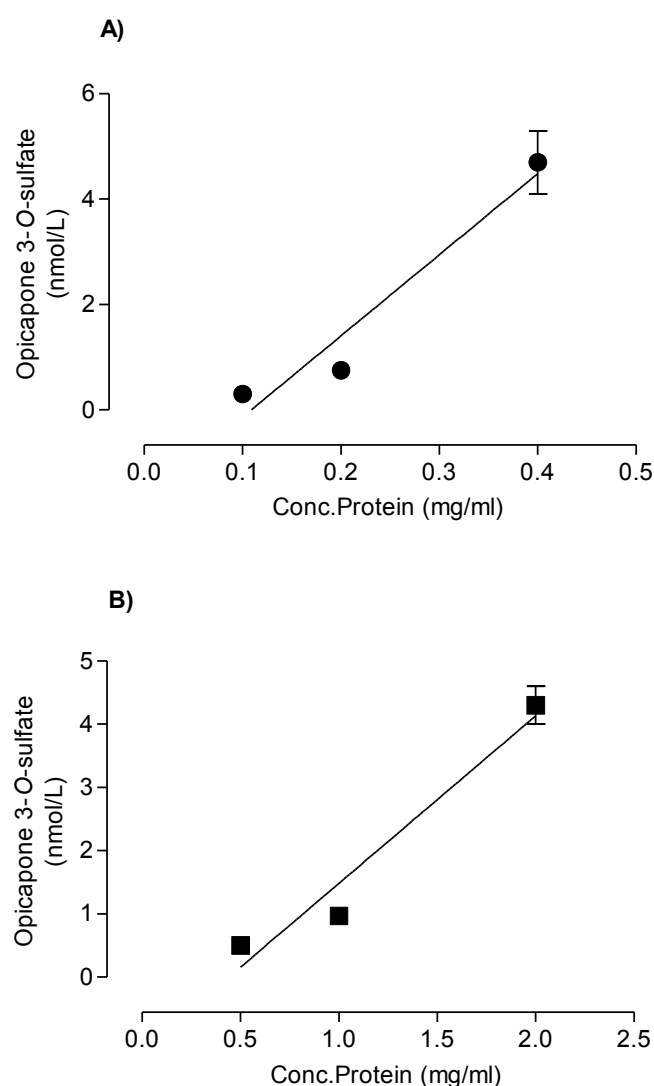 A)
Opicapone 3-O-sulfate
(nmol/L)
6
4
2
0
0.0 0.1 0.2 0.3 0.4 0.5
Conc.Protein (mg/ml)
B)
Opicapone 3-O-sulfate
(nmol/L)
5
4
3
2
1
0
0.0 0.5 1.0 1.5 2.0 2.5
Conc.Protein (mg/ml)